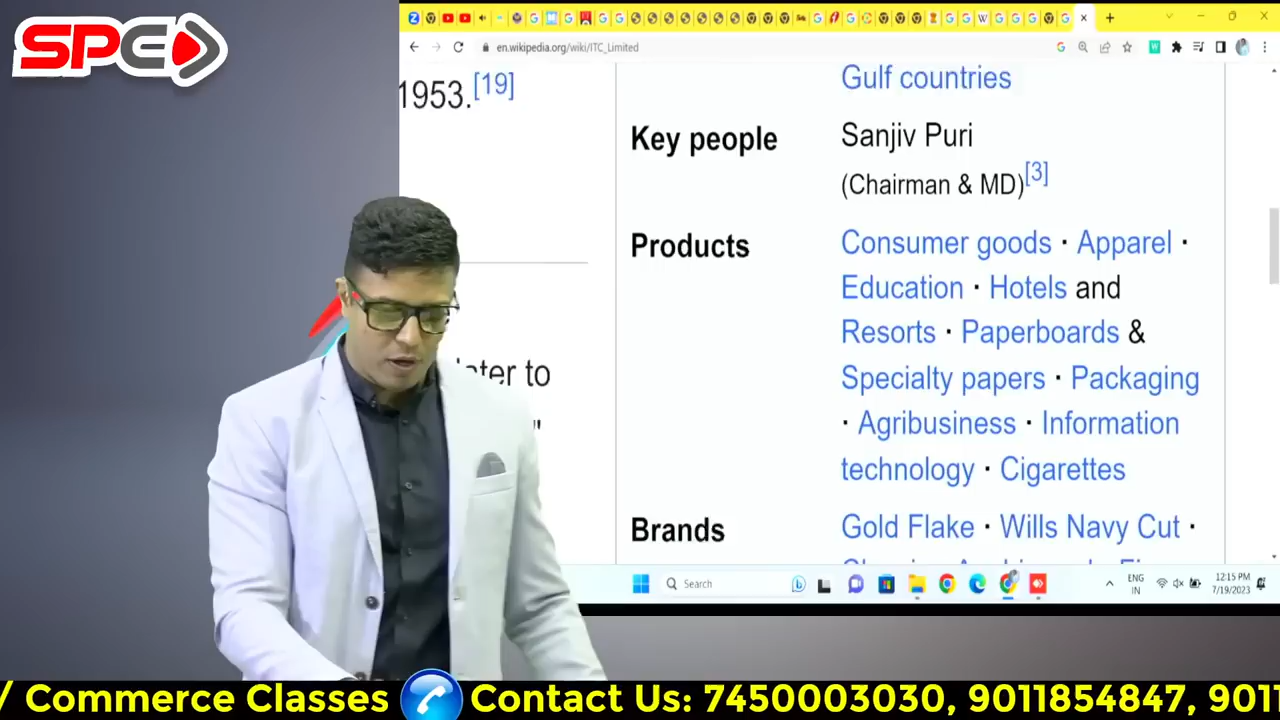 SPED
en.wikipedia.org/wiki/ITC_Limited
1953.[19]
Gulf countries
Key people
Sanjiv Puri
(Chairman & MD)[3]
Products
Consumer goods · Apparel ·
Education · Hotels and
Resorts · Paperboards &
Specialty papers · Packaging
· Agribusiness · Information
technology · Cigarettes
later to
Brands
Gold Flake · Wills Navy Cut ·
Search
ENG
IN
12:15 PM
7/19/2023
/ Commerce Classes
Contact Us: 7450003030, 9011854847, 9011